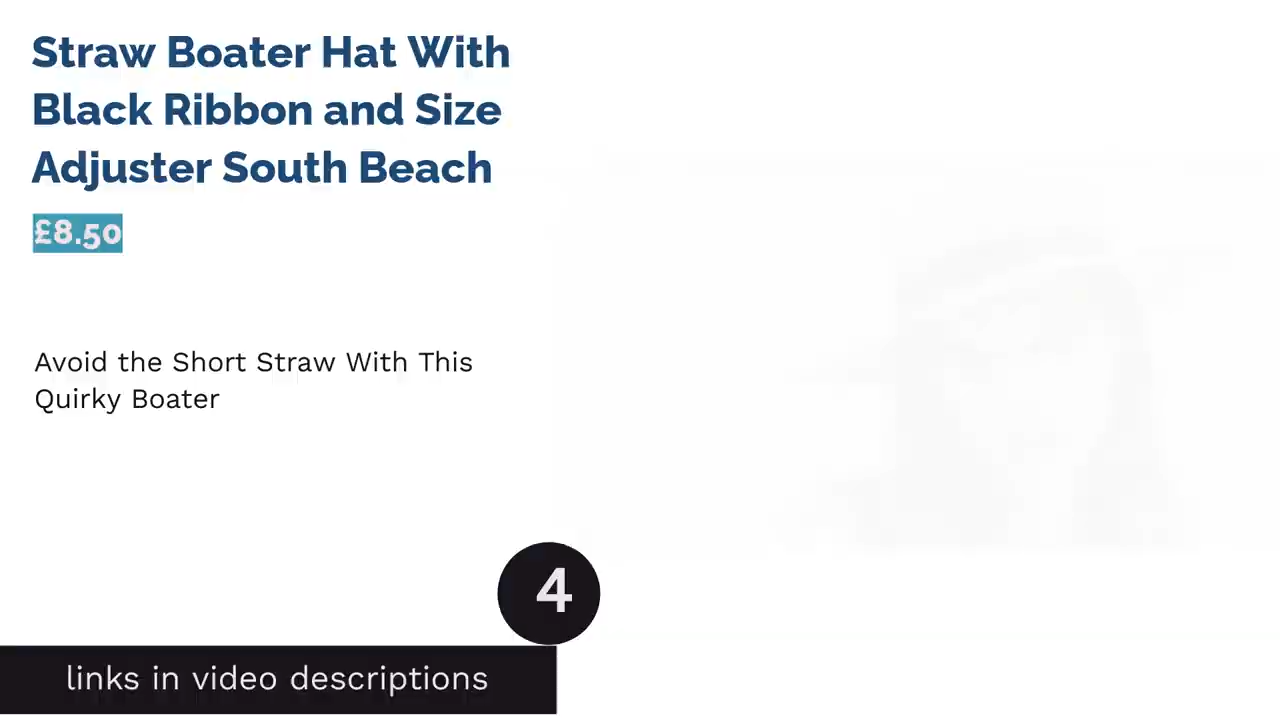 Straw Boater Hat With
Black Ribbon and Size
Adjuster South Beach
£8.50
Avoid the Short Straw With This
Quirky Boater
4
links in video descriptions